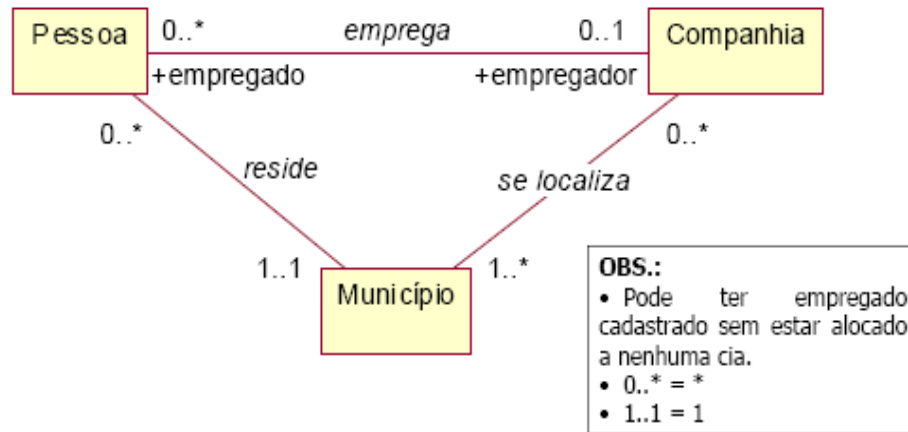 Pessoa 0..* emprega 0..1 Companhia
+empregado +empregador
0..* 0..*
reside se localiza
1..1 Município 1..*
OBS.:
• Pode ter empregado
cadastrado sem estar alocado
a nenhuma cia.
• 0..* = *
• 1..1 = 1